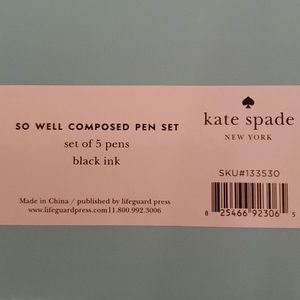 SO WELL COMPOSED PEN SET
set of 5 pens
black ink
Made in China / published by lifeguard press
www.lifeguardpress.com|1.800.992.3006
kate spade
NEW YORK
SKU#133530
8 25466 92306 5